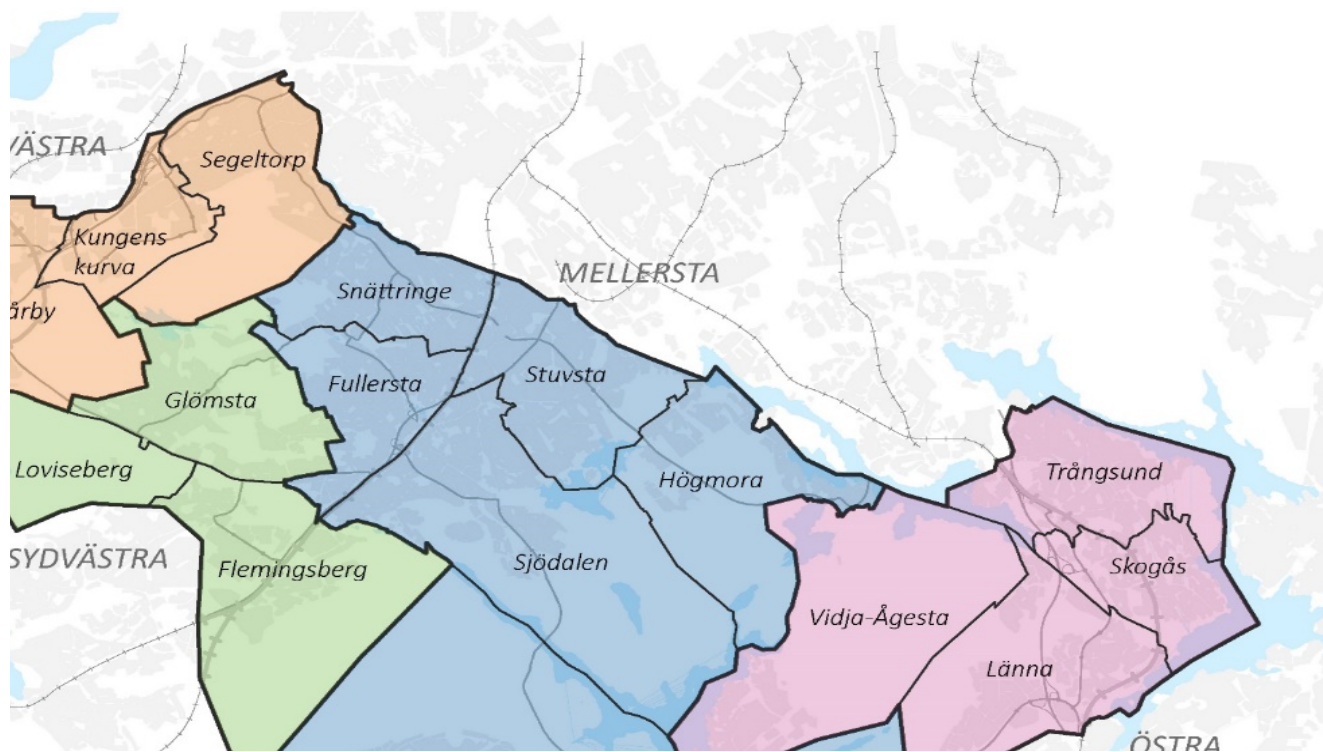 VÄSTRA
Segeltorp
Kungens
kurva
MELLERSTA
Snättringe
årby
Stuvsta
Fullersta
Glömsta
Loviseberg
Högmora
Trångsund
SYDVÄSTRA
Flemingsberg
Sjödalen
Skogås
Vidja-Ågesta
Länna
ÖSTRA